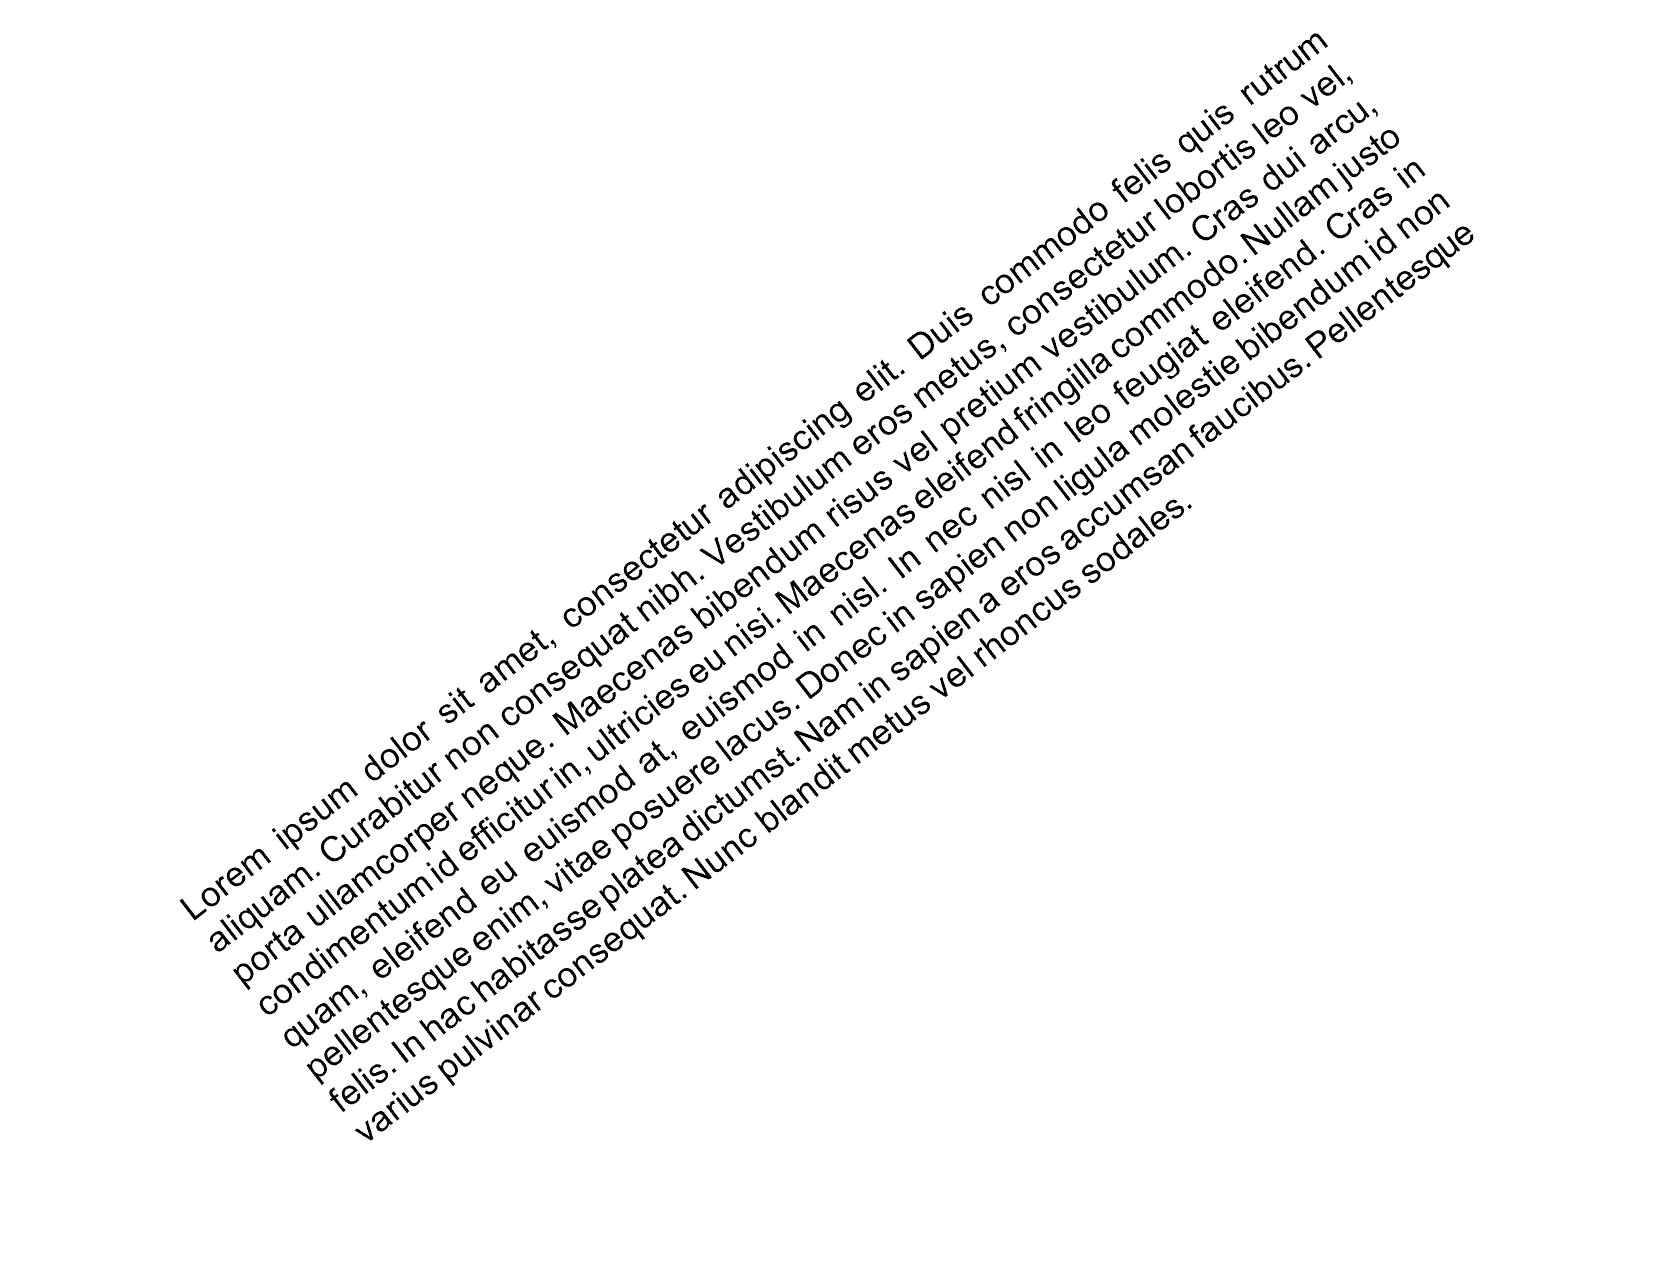 Lorem ipsum dolor sit amet, consectetur adipiscing elit. Duis commodo felis quis rutrum
aliquam. Curabitur non consequat nibh. Vestibulum eros metus, consectetur lobortis leo vel,
porta ullamcorper neque. Maecenas bibendum risus vel pretium vestibulum. Cras dui arcu,
condimentum id efficitur in, ultricies eu nisi. Maecenas eleifend fringilla commodo. Nullam justo
quam, eleifend eu euismod at, euismod in nisl. In nec nisl in leo feugiat eleifend. Cras in
pellentesque enim, vitae posuere lacus. Donec in sapien non ligula molestie bibendum id non
felis. In hac habitasse platea dictumst. Nam in sapien a eros accumsan faucibus. Pellentesque
varius pulvinar consequat. Nunc blandit metus vel rhoncus sodales.